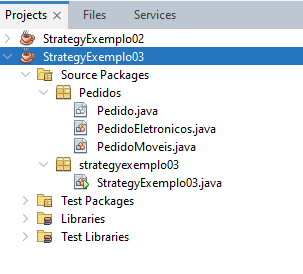 Projects Files Services
StrategyExemplo02
StrategyExemplo03
Source Packages
Pedidos
Pedido.java
PedidoEletronicos.java
PedidoMoveis.java
strategyexemplo03
StrategyExemplo03.java
Test Packages
Libraries
Test Libraries